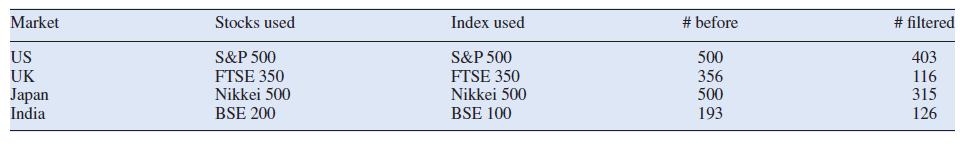 Market Stocks used Index used # before # filtered
US S&P 500 S&P 500 500 403
UK FTSE 350 FTSE 350 356 116
Japan Nikkei 500 Nikkei 500 500 315
India BSE 200 BSE 100 193 126